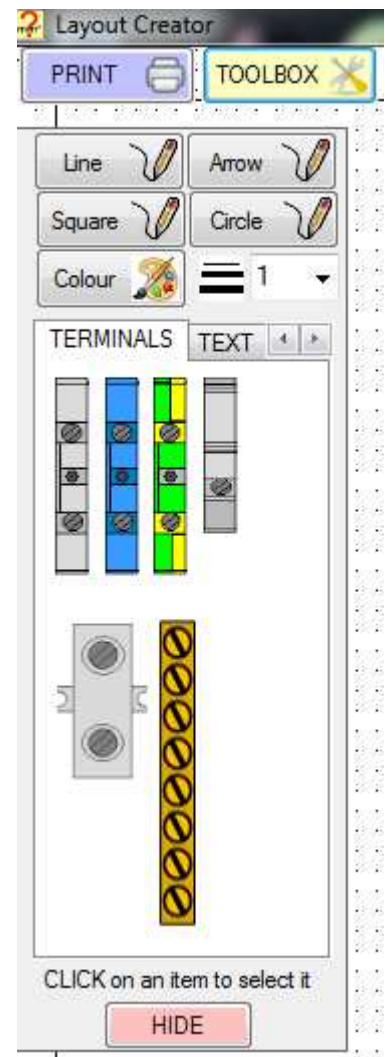 Layout Creator
PRINT TOOLBOX
Line Arrow
Square Circle
Colour 1
TERMINALS TEXT
CLICK on an item to select it
HIDE